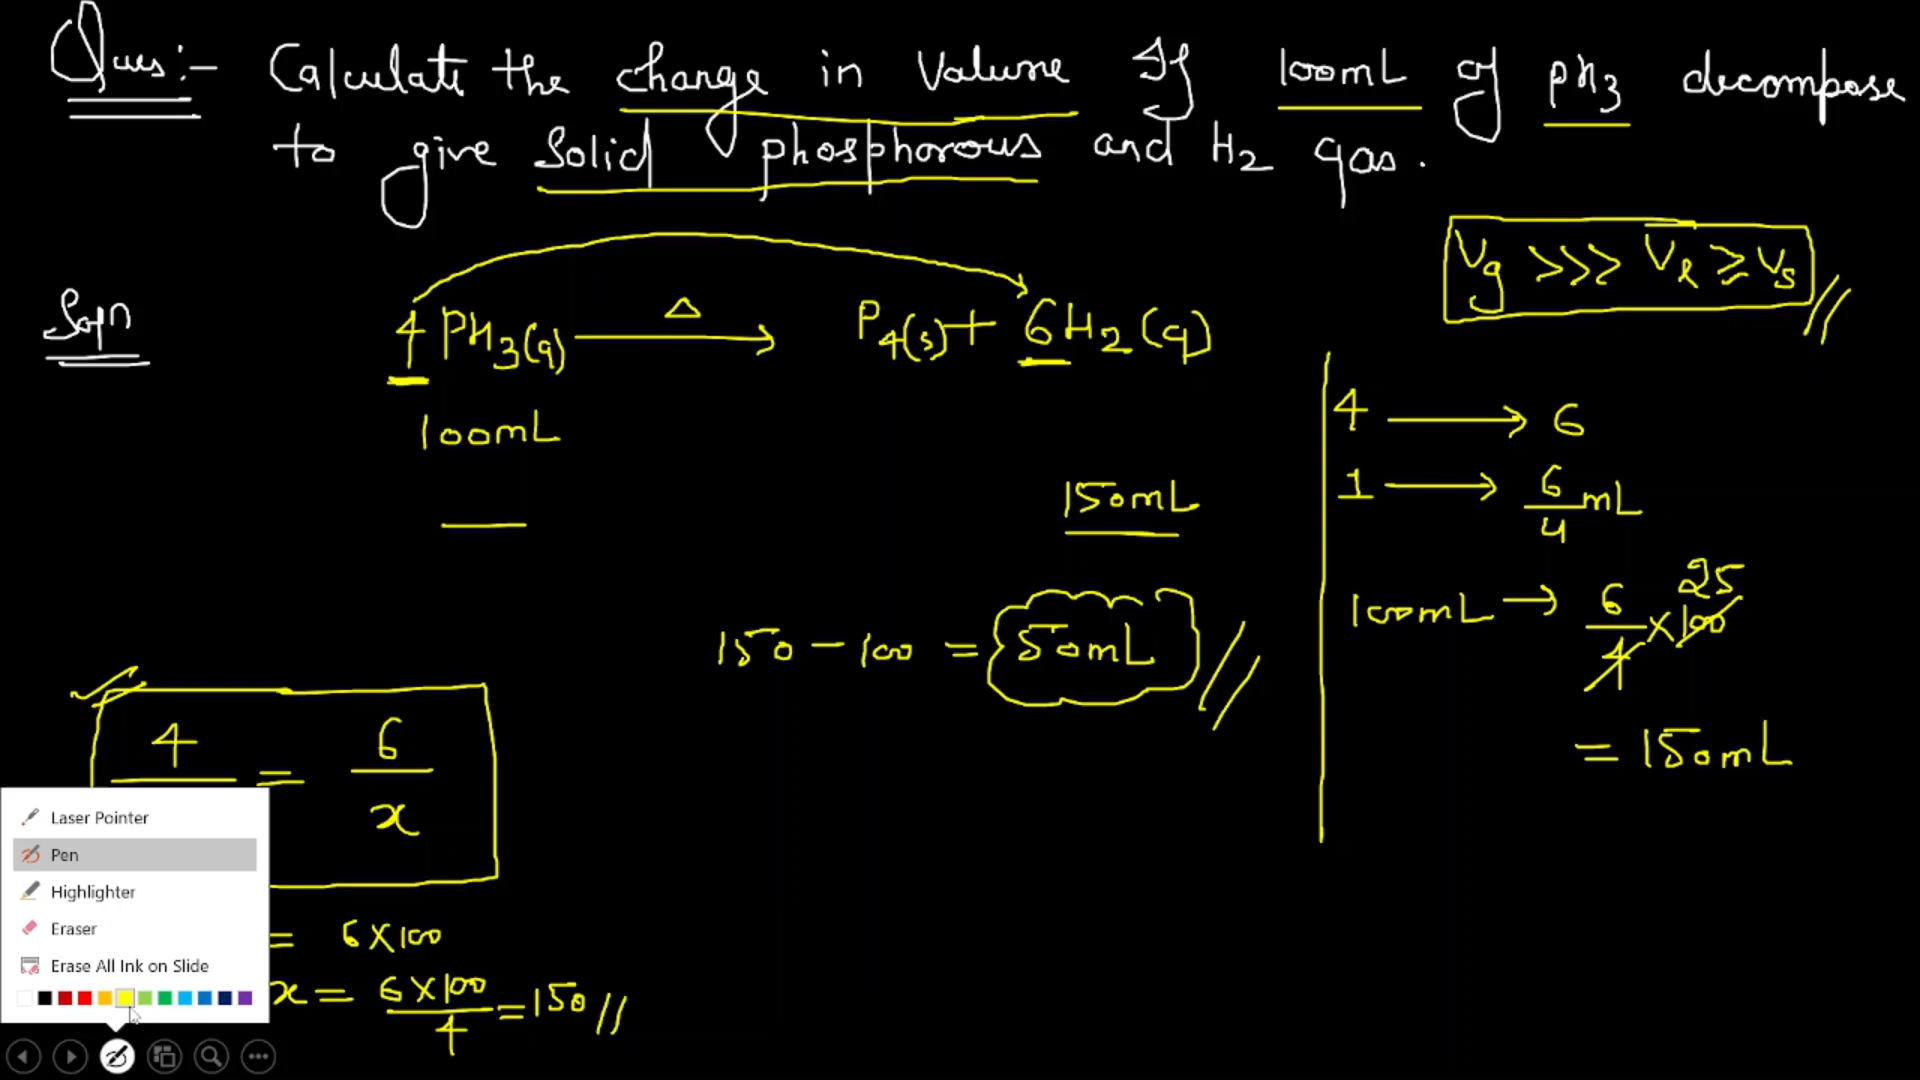 Ques:- Calculate the change in Volume If 100mL of PH3 decompose
to give Solid phosphorous and H2 gas.
Vg >>> Vl ≥ Vs
Soln
4 PH3(g) —Δ→ P4(s) + 6H2(g)
100mL
150mL
150 - 100 = 50mL
4 → 6
1 → 6/4 mL
100mL → 6/4 × 100 25
= 150mL
4 = 6/x
= 6×100
x = 6×100/4 = 150
Laser Pointer
Pen
Highlighter
Eraser
Erase All Ink on Slide